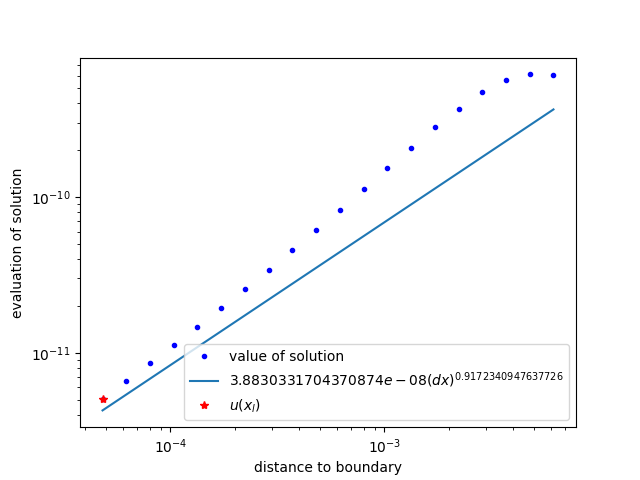 evaluation of solution
10⁻¹⁰
10⁻¹¹
value of solution
3.8830331704370874e − 08(dx)^0.9172340947637726
u(x_l)
10⁻⁴
10⁻³
distance to boundary